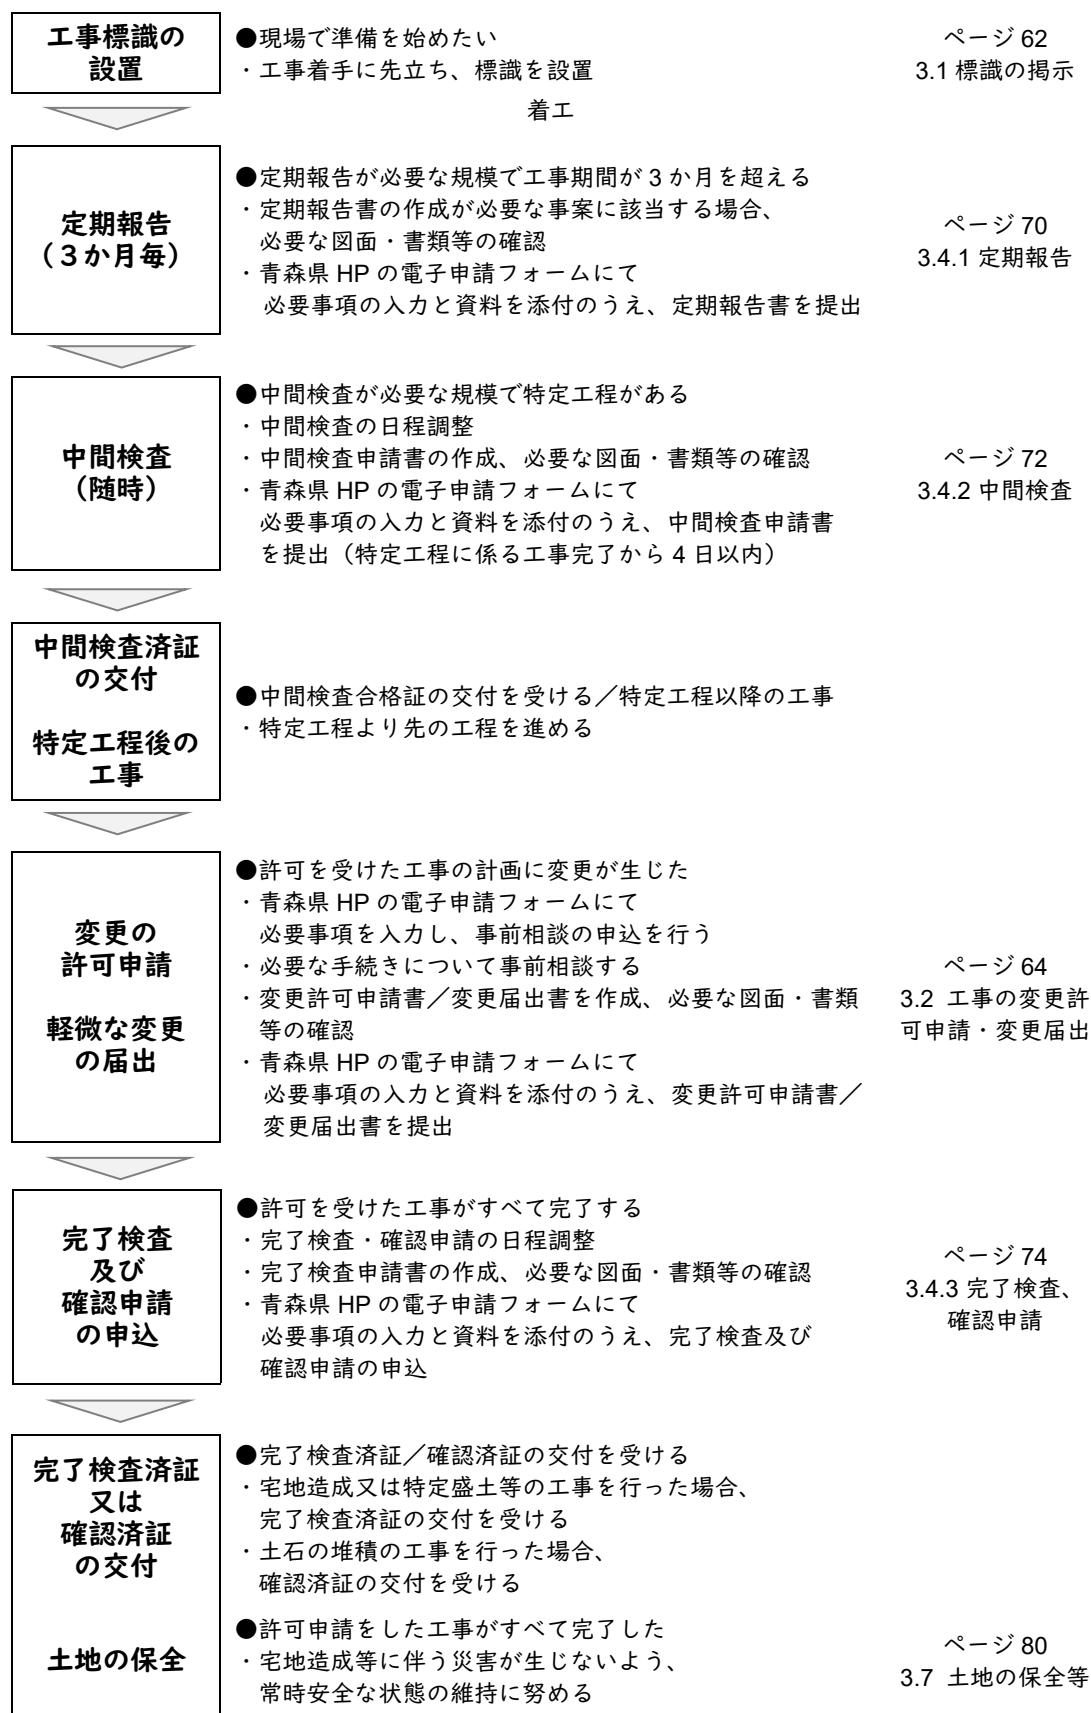 工事標識の
設置
●現場で準備を始めたい
・工事着手に先立ち、標識を設置
ページ 62
3.1 標識の掲示
着工
定期報告
(３か月毎)
●定期報告が必要な規模で工事期間が 3 か月を超える
・定期報告書の作成が必要な事案に該当する場合、
必要な図面・書類等の確認
・青森県 HP の電子申請フォームにて
必要事項の入力と資料を添付のうえ、定期報告書を提出
ページ 70
3.4.1 定期報告
中間検査
(随時)
●中間検査が必要な規模で特定工程がある
・中間検査の日程調整
・中間検査申請書の作成、必要な図面・書類等の確認
・青森県 HP の電子申請フォームにて
必要事項の入力と資料を添付のうえ、中間検査申請書
を提出（特定工程に係る工事完了から 4 日以内）
ページ 72
3.4.2 中間検査
中間検査済証
の交付
特定工程後の
工事
●中間検査合格証の交付を受ける／特定工程以降の工事
・特定工程より先の工程を進める
変更の
許可申請
軽微な変更
の届出
●許可を受けた工事の計画に変更が生じた
・青森県 HP の電子申請フォームにて
必要事項を入力し、事前相談の申込を行う
・必要な手続きについて事前相談する
・変更許可申請書／変更届出書を作成、必要な図面・書類
等の確認
・青森県 HP の電子申請フォームにて
必要事項の入力と資料を添付のうえ、変更許可申請書／
変更届出書を提出
ページ 64
3.2 工事の変更許
可申請・変更届出
完了検査
及び
確認申請
の申込
●許可を受けた工事がすべて完了する
・完了検査・確認申請の日程調整
・完了検査申請書の作成、必要な図面・書類等の確認
・青森県 HP の電子申請フォームにて
必要事項の入力と資料を添付のうえ、完了検査及び
確認申請の申込
ページ 74
3.4.3 完了検査、
確認申請
完了検査済証
又は
確認済証
の交付
●完了検査済証／確認済証の交付を受ける
・宅地造成又は特定盛土等の工事を行った場合、
完了検査済証の交付を受ける
・土石の堆積の工事を行った場合、
確認済証の交付を受ける
土地の保全
●許可申請をした工事がすべて完了した
・宅地造成等に伴う災害が生じないよう、
常時安全な状態の維持に努める
ページ 80
3.7 土地の保全等